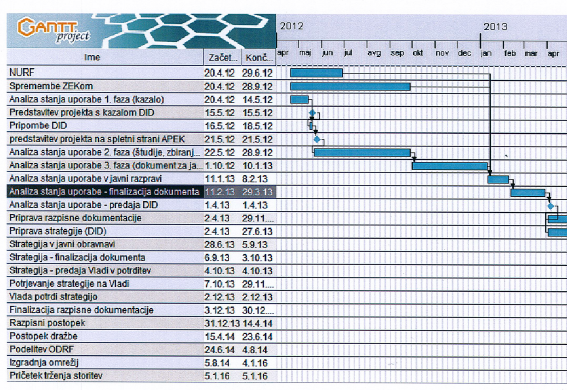 GANTT project
2012 2013
Ime Začet... Konč...
apr maj jun jul avg sep okt nov dec jan feb mar apr
NURF 20.4.12 29.6.12
Spremembe ZEKom 20.4.12 28.9.12
Analiza stanja uporabe 1. faza (kazalo) 20.4.12 14.5.12
Predstavitev projekta s kazalom DID 15.5.12 15.5.12
Pripombe DID 16.5.12 18.5.12
predstavitev projekta na spletni strani APEK 21.5.12 21.5.12
Analiza stanja uporabe 2. faza (študije, zbiranj... 22.5.12 28.9.12
Analiza stanja uporabe 3. faza (dokument za ja... 1.10.12 10.1.13
Analiza stanja uporabe v javni razpravi 11.1.13 8.2.13
Analiza stanja uporabe - finalizacija dokumenta 11.2.13 29.3.13
Analiza stanja uporabe - predaja DID 1.4.13 1.4.13
Priprava razpisne dokumentacije 2.4.13 29.11....
Priprava strategije (DID) 2.4.13 27.6.13
Strategija v javni obravnavi 28.6.13 5.9.13
Strategija - finalizacija dokumenta 6.9.13 3.10.13
Strategija - predaja Vladi v potrditev 4.10.13 4.10.13
Potrjevanje strategije na Vladi 7.10.13 29.11....
Vlada potrdi strategijo 2.12.13 2.12.13
Finalizacija razpisne dokumentacije 3.12.13 30.12....
Razpisni postopek 31.12.13 14.4.14
Postopek dražbe 15.4.14 23.6.14
Podelitev ODRF 24.6.14 4.8.14
Izgradnja omrežij 5.8.14 4.1.16
Pričetek trženja storitev 5.1.16 5.1.16